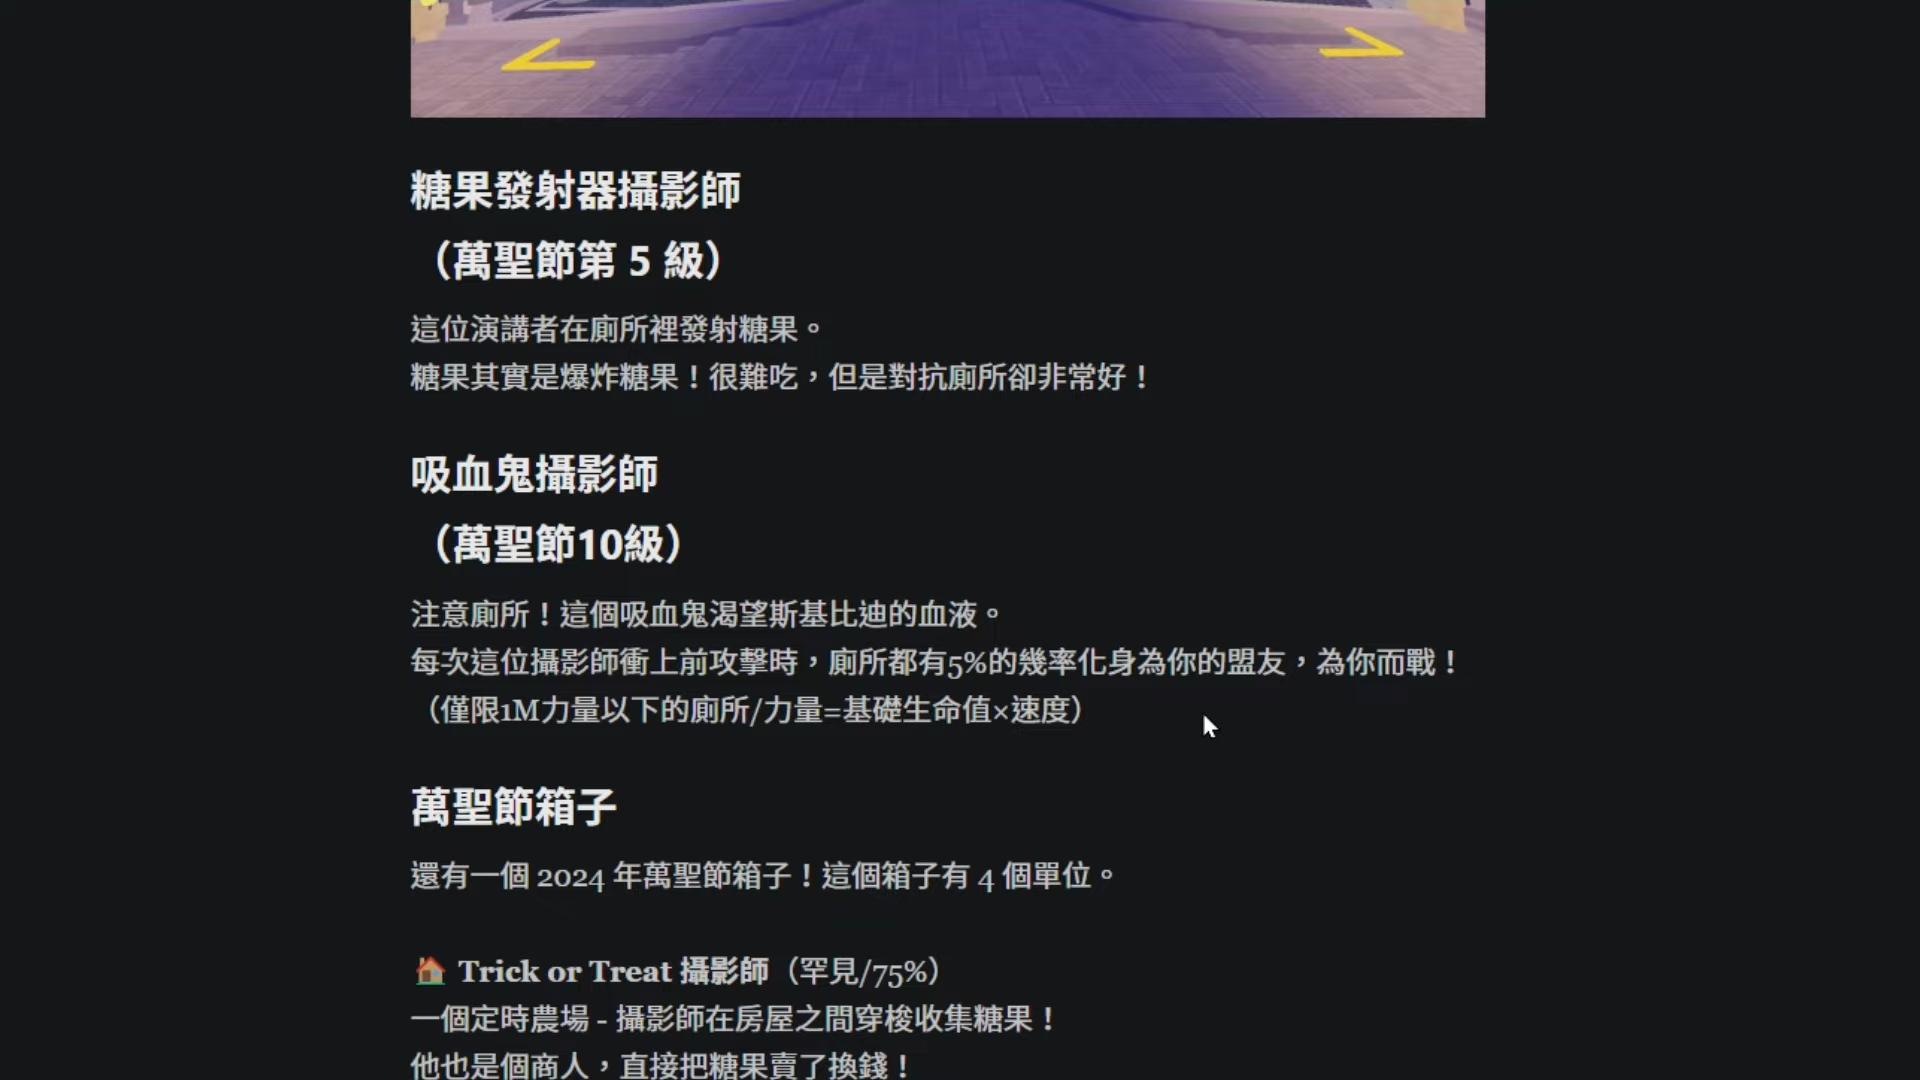 糖果發射器攝影師
（萬聖節第 5 級）
這位演講者在廁所裡發射糖果。
糖果其實是爆炸糖果！很難吃，但是對抗廁所卻非常好！
吸血鬼攝影師
（萬聖節10級）
注意廁所！這個吸血鬼渴望斯基比迪的血液。
每次這位攝影師衝上前攻擊時，廁所都有5%的幾率化身為你的盟友，為你而戰！
（僅限1M力量以下的廁所/力量=基礎生命值×速度）
萬聖節箱子
還有一個 2024 年萬聖節箱子！這個箱子有 4 個單位。
🏠 Trick or Treat 攝影師（罕見/75%）
一個定時農場 - 攝影師在房屋之間穿梭收集糖果！
他也是個商人，直接把糖果賣了換錢！